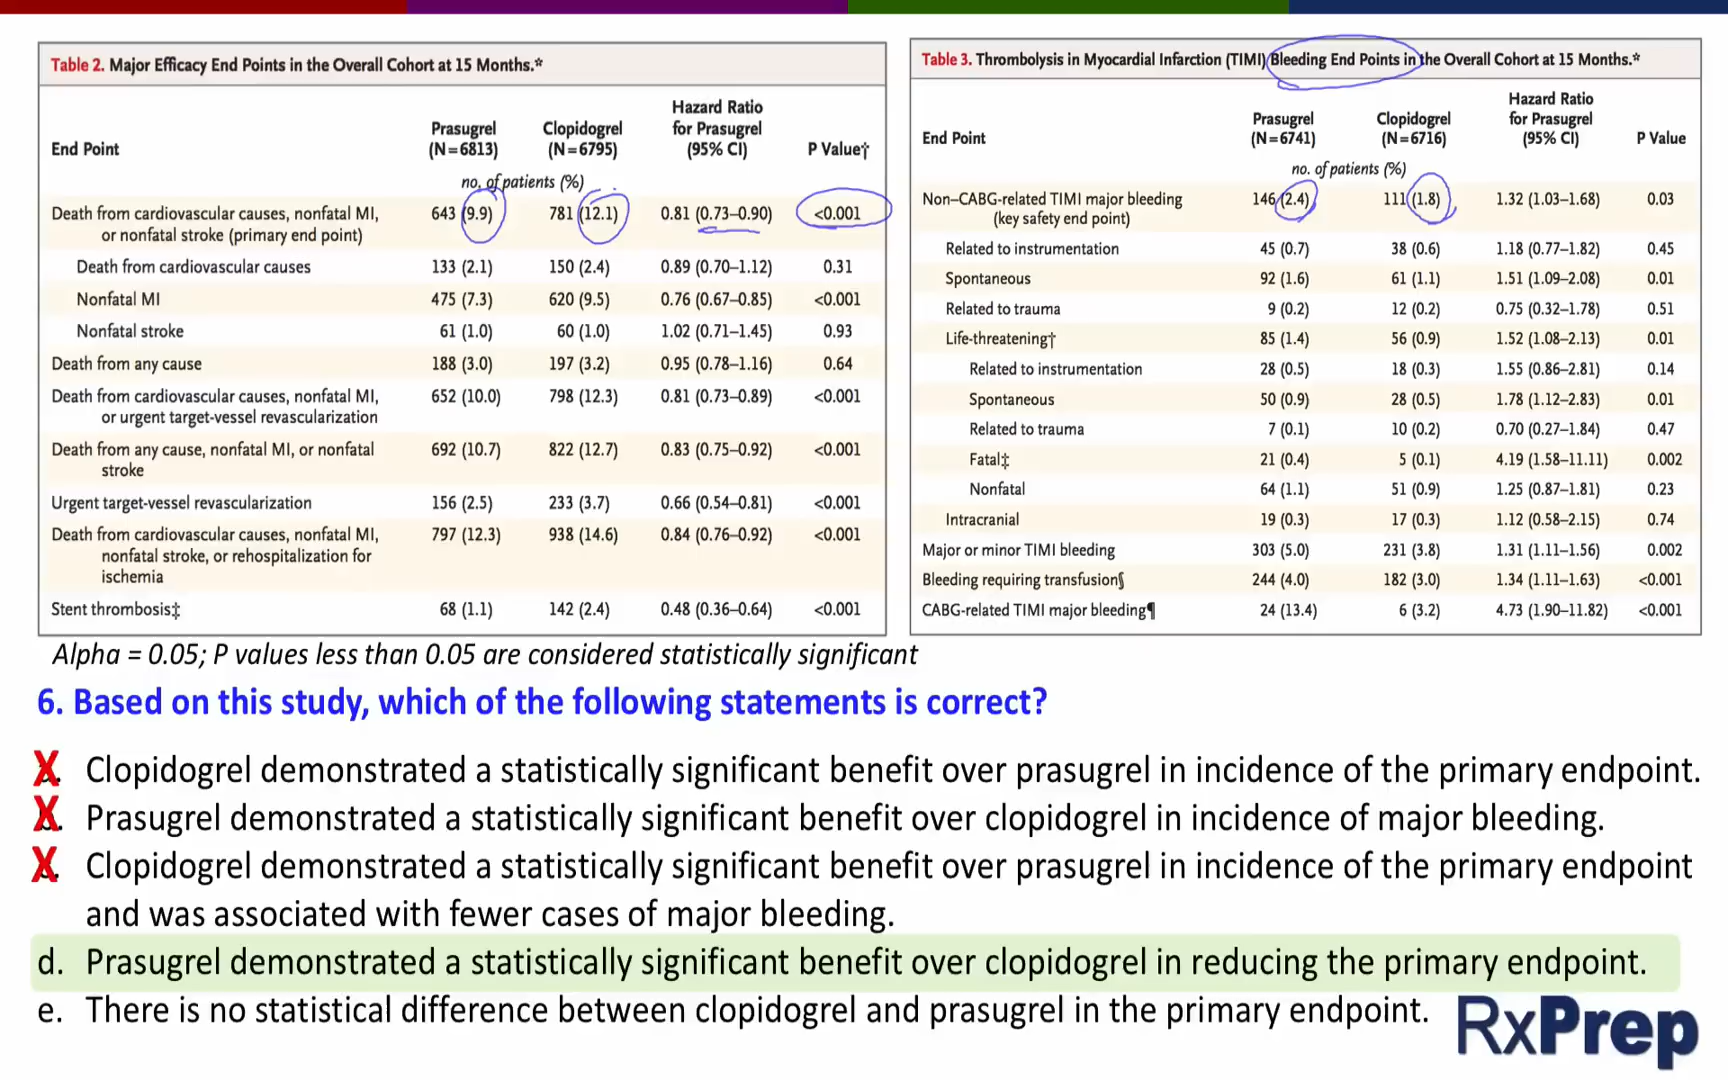 Table 2. Major Efficacy End Points in the Overall Cohort at 15 Months.*
End Point
Prasugrel
(N=6813)
Clopidogrel
(N=6795)
Hazard Ratio
for Prasugrel
(95% CI)
P Value†
no. of patients (%)
Death from cardiovascular causes, nonfatal MI,
or nonfatal stroke (primary end point) 643 (9.9) 781 (12.1) 0.81 (0.73–0.90) <0.001
Death from cardiovascular causes 133 (2.1) 150 (2.4) 0.89 (0.70–1.12) 0.31
Nonfatal MI 475 (7.3) 620 (9.5) 0.76 (0.67–0.85) <0.001
Nonfatal stroke 61 (1.0) 60 (1.0) 1.02 (0.71–1.45) 0.93
Death from any cause 188 (3.0) 197 (3.2) 0.95 (0.78–1.16) 0.64
Death from cardiovascular causes, nonfatal MI, 652 (10.0) 798 (12.3) 0.81 (0.73–0.89) <0.001
or urgent target-vessel revascularization
Death from any cause, nonfatal MI, or nonfatal 692 (10.7) 822 (12.7) 0.83 (0.75–0.92) <0.001
stroke
Urgent target-vessel revascularization 156 (2.5) 233 (3.7) 0.66 (0.54–0.81) <0.001
Death from cardiovascular causes, nonfatal MI, 797 (12.3) 938 (14.6) 0.84 (0.76–0.92) <0.001
nonfatal stroke, or rehospitalization for
ischemia
Stent thrombosis‡ 68 (1.1) 142 (2.4) 0.48 (0.36–0.64) <0.001
Table 3. Thrombolysis in Myocardial Infarction (TIMI) Bleeding End Points in the Overall Cohort at 15 Months.*
End Point
Prasugrel
(N=6741)
Clopidogrel
(N=6716)
Hazard Ratio
for Prasugrel
(95% CI)
P Value
no. of patients (%)
Non–CABG-related TIMI major bleeding 146 (2.4) 111 (1.8) 1.32 (1.03–1.68) 0.03
(key safety end point)
Related to instrumentation 45 (0.7) 38 (0.6) 1.18 (0.77–1.82) 0.45
Spontaneous 92 (1.6) 61 (1.1) 1.51 (1.09–2.08) 0.01
Related to trauma 9 (0.2) 12 (0.2) 0.75 (0.32–1.78) 0.51
Life-threatening† 85 (1.4) 56 (0.9) 1.52 (1.08–2.13) 0.01
Related to instrumentation 28 (0.5) 18 (0.3) 1.55 (0.86–2.81) 0.14
Spontaneous 50 (0.9) 28 (0.5) 1.78 (1.12–2.83) 0.01
Related to trauma 7 (0.1) 10 (0.2) 0.70 (0.27–1.84) 0.47
Fatal‡ 21 (0.4) 5 (0.1) 4.19 (1.58–11.11) 0.002
Nonfatal 64 (1.1) 51 (0.9) 1.25 (0.87–1.81) 0.23
Intracranial 19 (0.3) 17 (0.3) 1.12 (0.58–2.15) 0.74
Major or minor TIMI bleeding 303 (5.0) 231 (3.8) 1.31 (1.11–1.56) 0.002
Bleeding requiring transfusion§ 244 (4.0) 182 (3.0) 1.34 (1.11–1.63) <0.001
CABG-related TIMI major bleeding¶ 24 (13.4) 6 (3.2) 4.73 (1.90–11.82) <0.001
Alpha = 0.05; P values less than 0.05 are considered statistically significant
6. Based on this study, which of the following statements is correct?
X Clopidogrel demonstrated a statistically significant benefit over prasugrel in incidence of the primary endpoint.
X Prasugrel demonstrated a statistically significant benefit over clopidogrel in incidence of major bleeding.
X Clopidogrel demonstrated a statistically significant benefit over prasugrel in incidence of the primary endpoint
and was associated with fewer cases of major bleeding.
d. Prasugrel demonstrated a statistically significant benefit over clopidogrel in reducing the primary endpoint.
e. There is no statistical difference between clopidogrel and prasugrel in the primary endpoint.
RxPrep